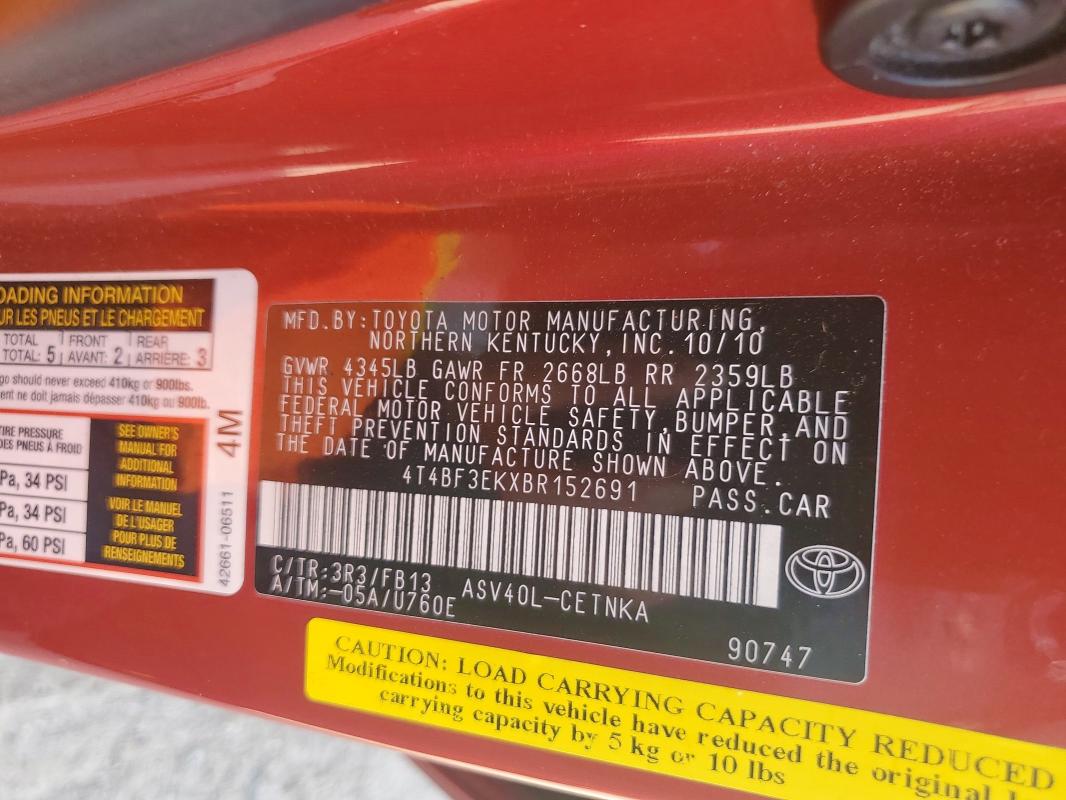 OADING INFORMATION
UR LES PNEUS ET LE CHARGEMENT
TOTAL FRONT REAR
TOTAL: 5 AVANT: 2 ARRIÈRE: 3
go should never exceed 410kg or 900lbs.
ent ne doit jamais dépasser 410kg ou 900lb.
TIRE PRESSURE
DES PNEUS À FROID
Pa, 34 PSI
Pa, 34 PSI
Pa, 60 PSI
SEE OWNER'S
MANUAL FOR
ADDITIONAL
INFORMATION
VOIR LE MANUEL
DE L'USAGER
POUR PLUS DE
RENSEIGNEMENTS
4M
42661-06511
MFD. BY: TOYOTA MOTOR MANUFACTURING,
NORTHERN KENTUCKY, INC. 10/10
GVWR 4345LB GAWR FR 2668LB RR 2359LB
THIS VEHICLE CONFORMS TO ALL APPLICABLE
FEDERAL MOTOR VEHICLE SAFETY, BUMPER, AND
THEFT PREVENTION STANDARDS IN EFFECT ON
THE DATE OF MANUFACTURE SHOWN ABOVE.
4T4BF3EKXBR152691 PASS. CAR
C/TR: 3R3/FB13 ASV40L-CETNKA
A/TM: -05A/U760E
90747
CAUTION: LOAD CARRYING CAPACITY REDUCED
Modifications to this vehicle have reduced the original
carrying capacity by 5 kg or 10 lbs